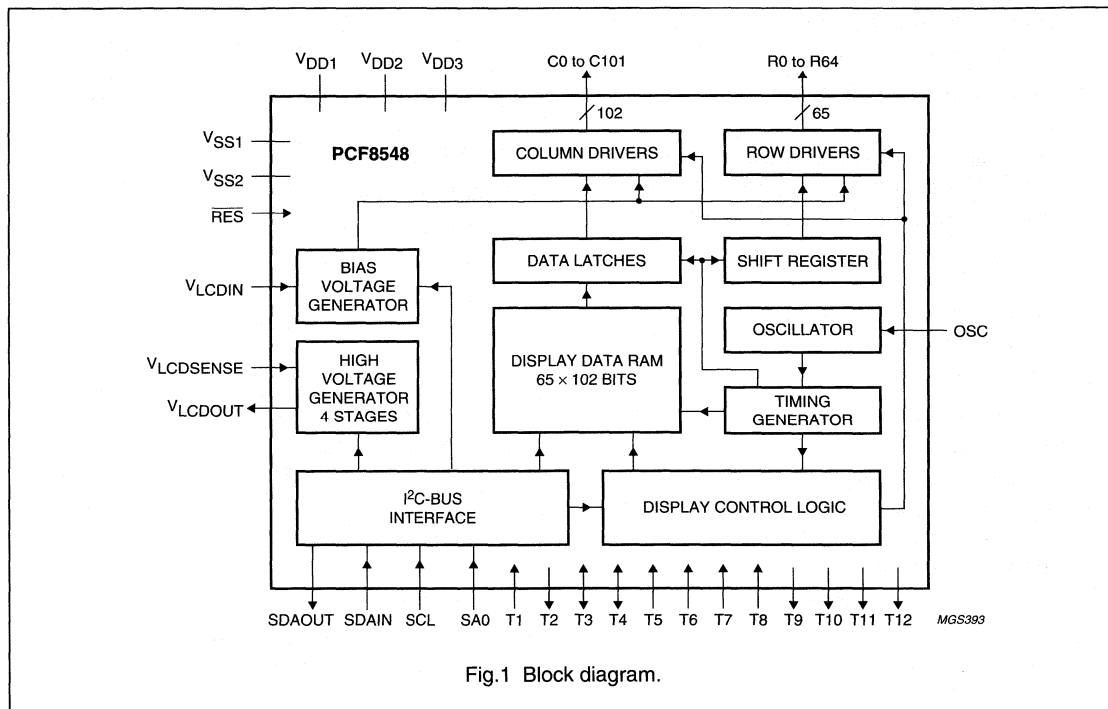 VDD1 VDD2 VDD3 C0 to C101 R0 to R64
102 65
VSS1
PCF8548
COLUMN DRIVERS
ROW DRIVERS
VSS2
RES
DATA LATCHES
SHIFT REGISTER
BIAS
VOLTAGE
GENERATOR
VLCDIN
OSCILLATOR
OSC
DISPLAY DATA RAM
65 × 102 BITS
VLCDSENSE
HIGH
VOLTAGE
GENERATOR
4 STAGES
VLCDOUT
TIMING
GENERATOR
I²C-BUS
INTERFACE
DISPLAY CONTROL LOGIC
SDAOUT SDAIN SCL SA0 T1 T2 T3 T4 T5 T6 T7 T8 T9 T10 T11 T12 MGS393
Fig.1 Block diagram.